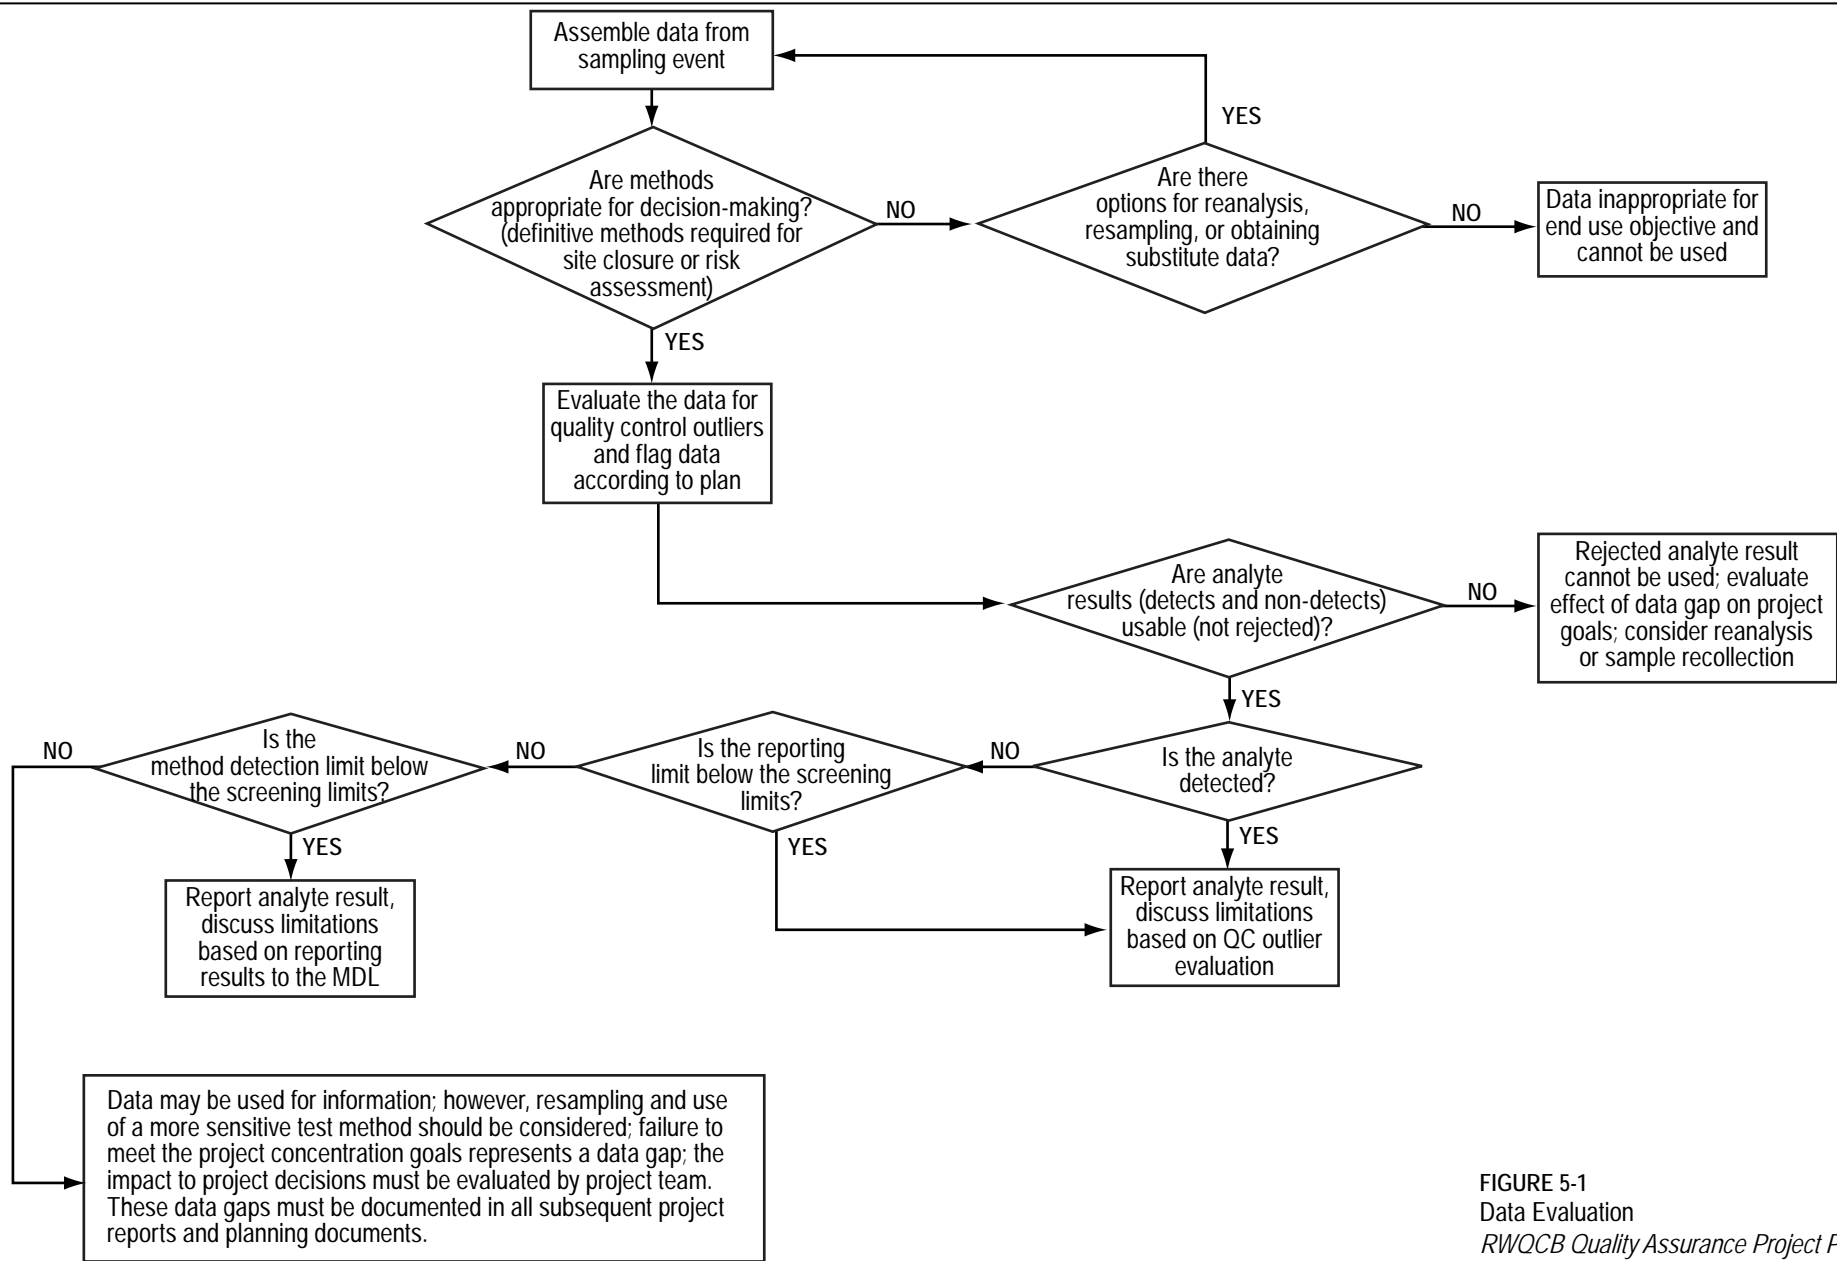 Assemble data from
sampling event
YES
Are methods
appropriate for decision-making?
(definitive methods required for
site closure or risk
assessment)
NO
Are there
options for reanalysis,
resampling, or obtaining
substitute data?
NO
Data inappropriate for
end use objective and
cannot be used
YES
Evaluate the data for
quality control outliers
and flag data
according to plan
Are analyte
results (detects and non-detects)
usable (not rejected)?
NO
Rejected analyte result
cannot be used; evaluate
effect of data gap on project
goals; consider reanalysis
or sample recollection
YES
Is the analyte
detected?
NO
Is the reporting
limit below the screening
limits?
NO
Is the
method detection limit below
the screening limits?
NO
YES
Report analyte result,
discuss limitations
based on reporting
results to the MDL
YES
YES
Report analyte result,
discuss limitations
based on QC outlier
evaluation
Data may be used for information; however, resampling and use
of a more sensitive test method should be considered; failure to
meet the project concentration goals represents a data gap; the
impact to project decisions must be evaluated by project team.
These data gaps must be documented in all subsequent project
reports and planning documents.
FIGURE 5-1
Data Evaluation
RWQCB Quality Assurance Project